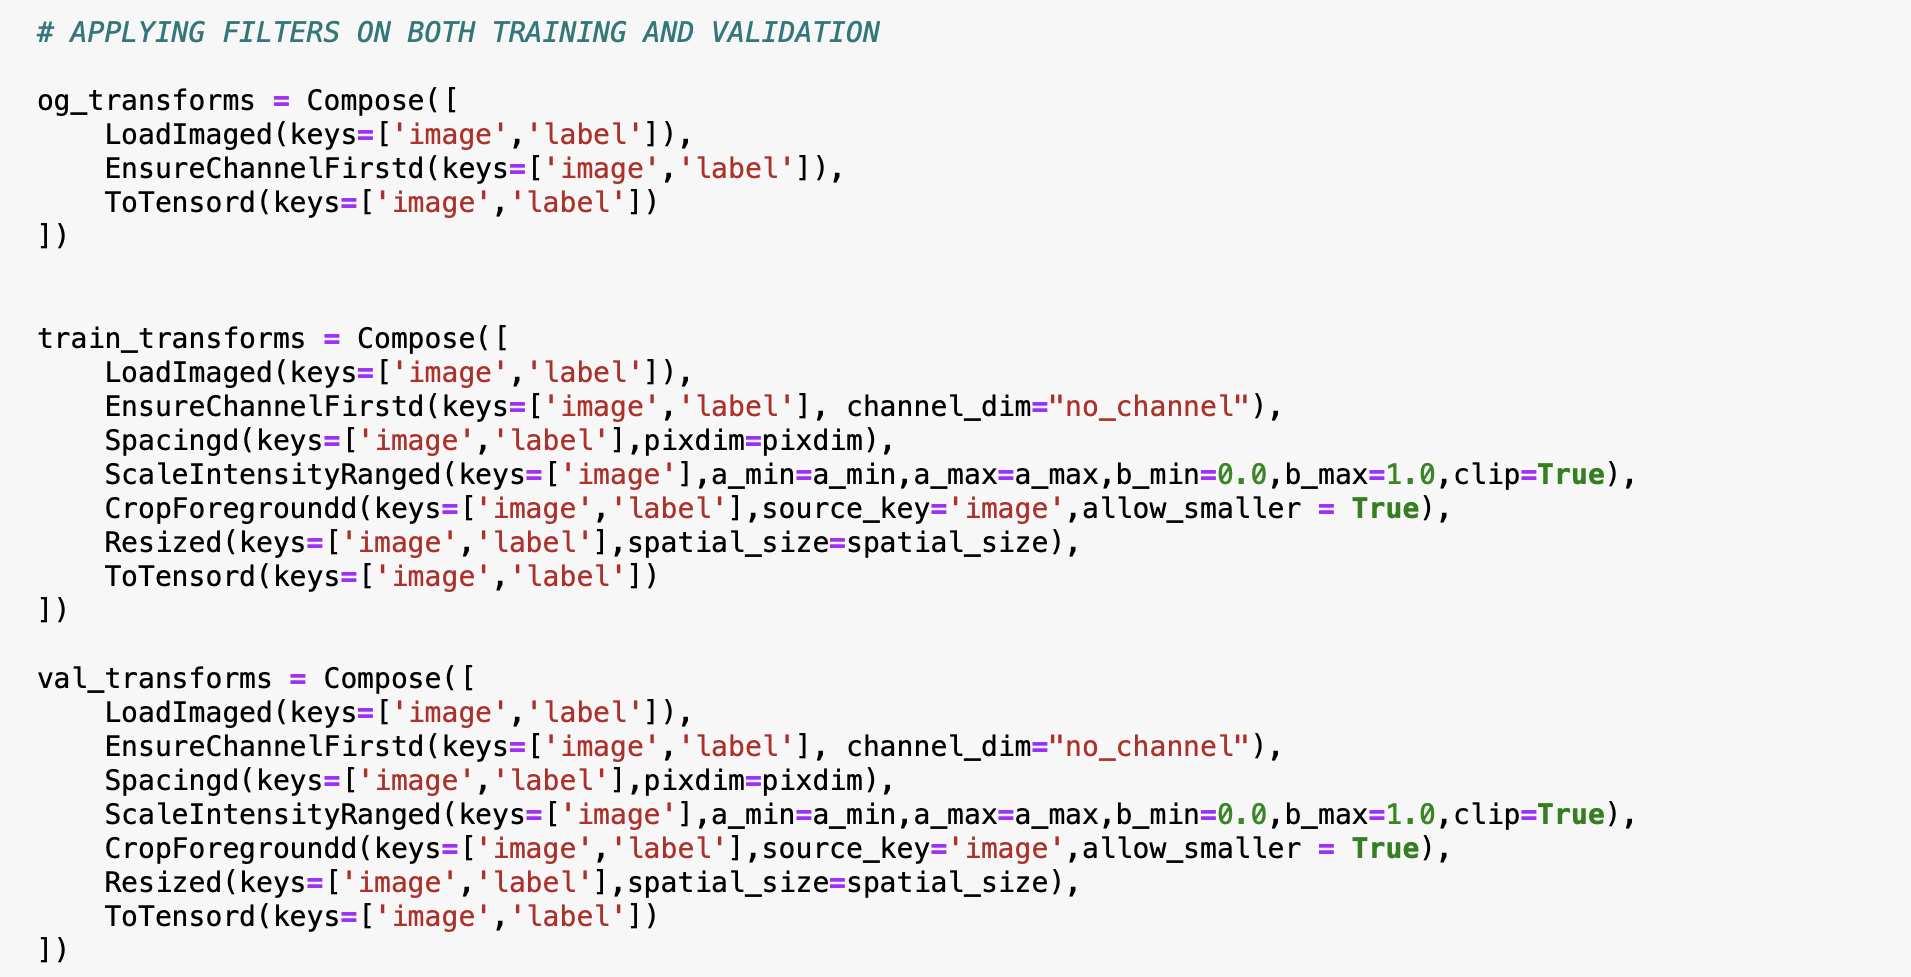 # APPLYING FILTERS ON BOTH TRAINING AND VALIDATION
og_transforms = Compose([
    LoadImaged(keys=['image','label']),
    EnsureChannelFirstd(keys=['image','label']),
    ToTensord(keys=['image','label'])
])
train_transforms = Compose([
    LoadImaged(keys=['image','label']),
    EnsureChannelFirstd(keys=['image','label'], channel_dim="no_channel"),
    Spacingd(keys=['image','label'],pixdim=pixdim),
    ScaleIntensityRanged(keys=['image'],a_min=a_min,a_max=a_max,b_min=0.0,b_max=1.0,clip=True),
    CropForegroundd(keys=['image','label'],source_key='image',allow_smaller = True),
    Resized(keys=['image','label'],spatial_size=spatial_size),
    ToTensord(keys=['image','label'])
])
val_transforms = Compose([
    LoadImaged(keys=['image','label']),
    EnsureChannelFirstd(keys=['image','label'], channel_dim="no_channel"),
    Spacingd(keys=['image','label'],pixdim=pixdim),
    ScaleIntensityRanged(keys=['image'],a_min=a_min,a_max=a_max,b_min=0.0,b_max=1.0,clip=True),
    CropForegroundd(keys=['image','label'],source_key='image',allow_smaller = True),
    Resized(keys=['image','label'],spatial_size=spatial_size),
    ToTensord(keys=['image','label'])
])